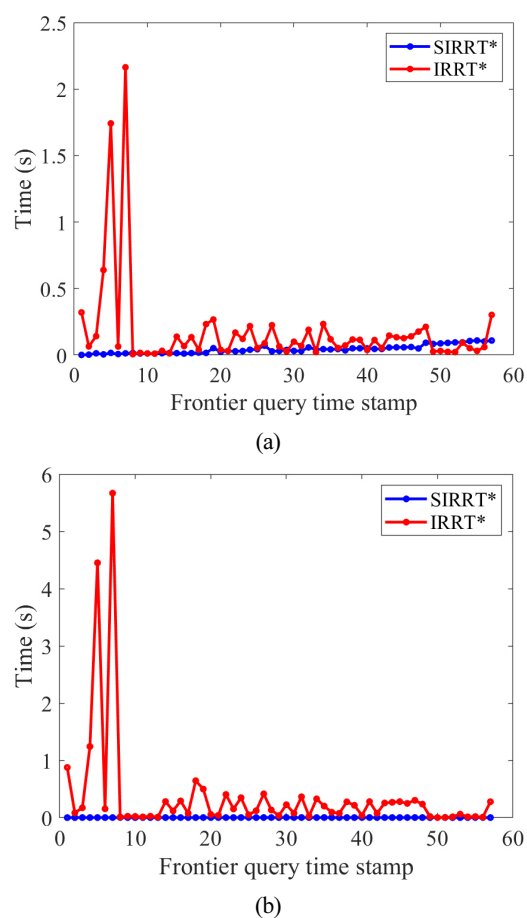 2.5
2
1.5
1
0.5
0
0 10 20 30 40 50 60
Time (s)
Frontier query time stamp
SIRRT*
IRRT*
(a)
6
5
4
3
2
1
0
0 10 20 30 40 50 60
Time (s)
Frontier query time stamp
SIRRT*
IRRT*
(b)